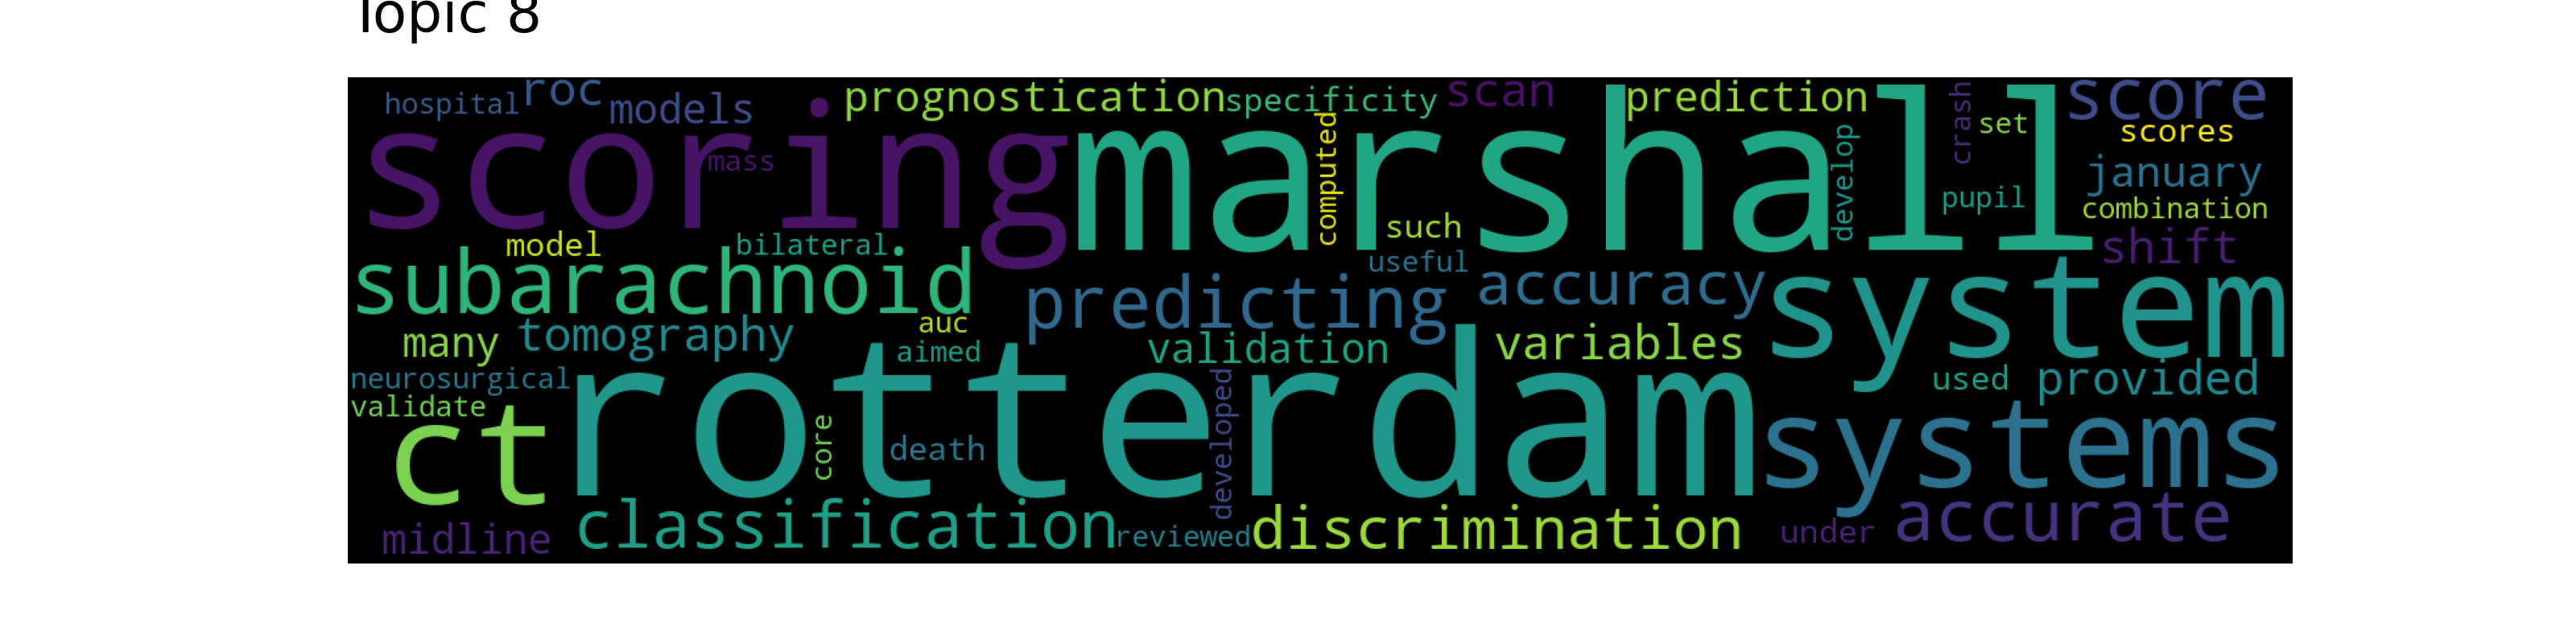 Topic 8
hospital roc models prognostication specificity scan prediction crash set score
scores
scoring mass marshall computed such develop pupil january
combination
model bilateral useful shift
subarachnoid predicting accuracy system
many tomography auc aimed validation variables
neurosurgical used provided
validate
ct rotterdam core death developed systems
midline classification reviewed discrimination under accurate